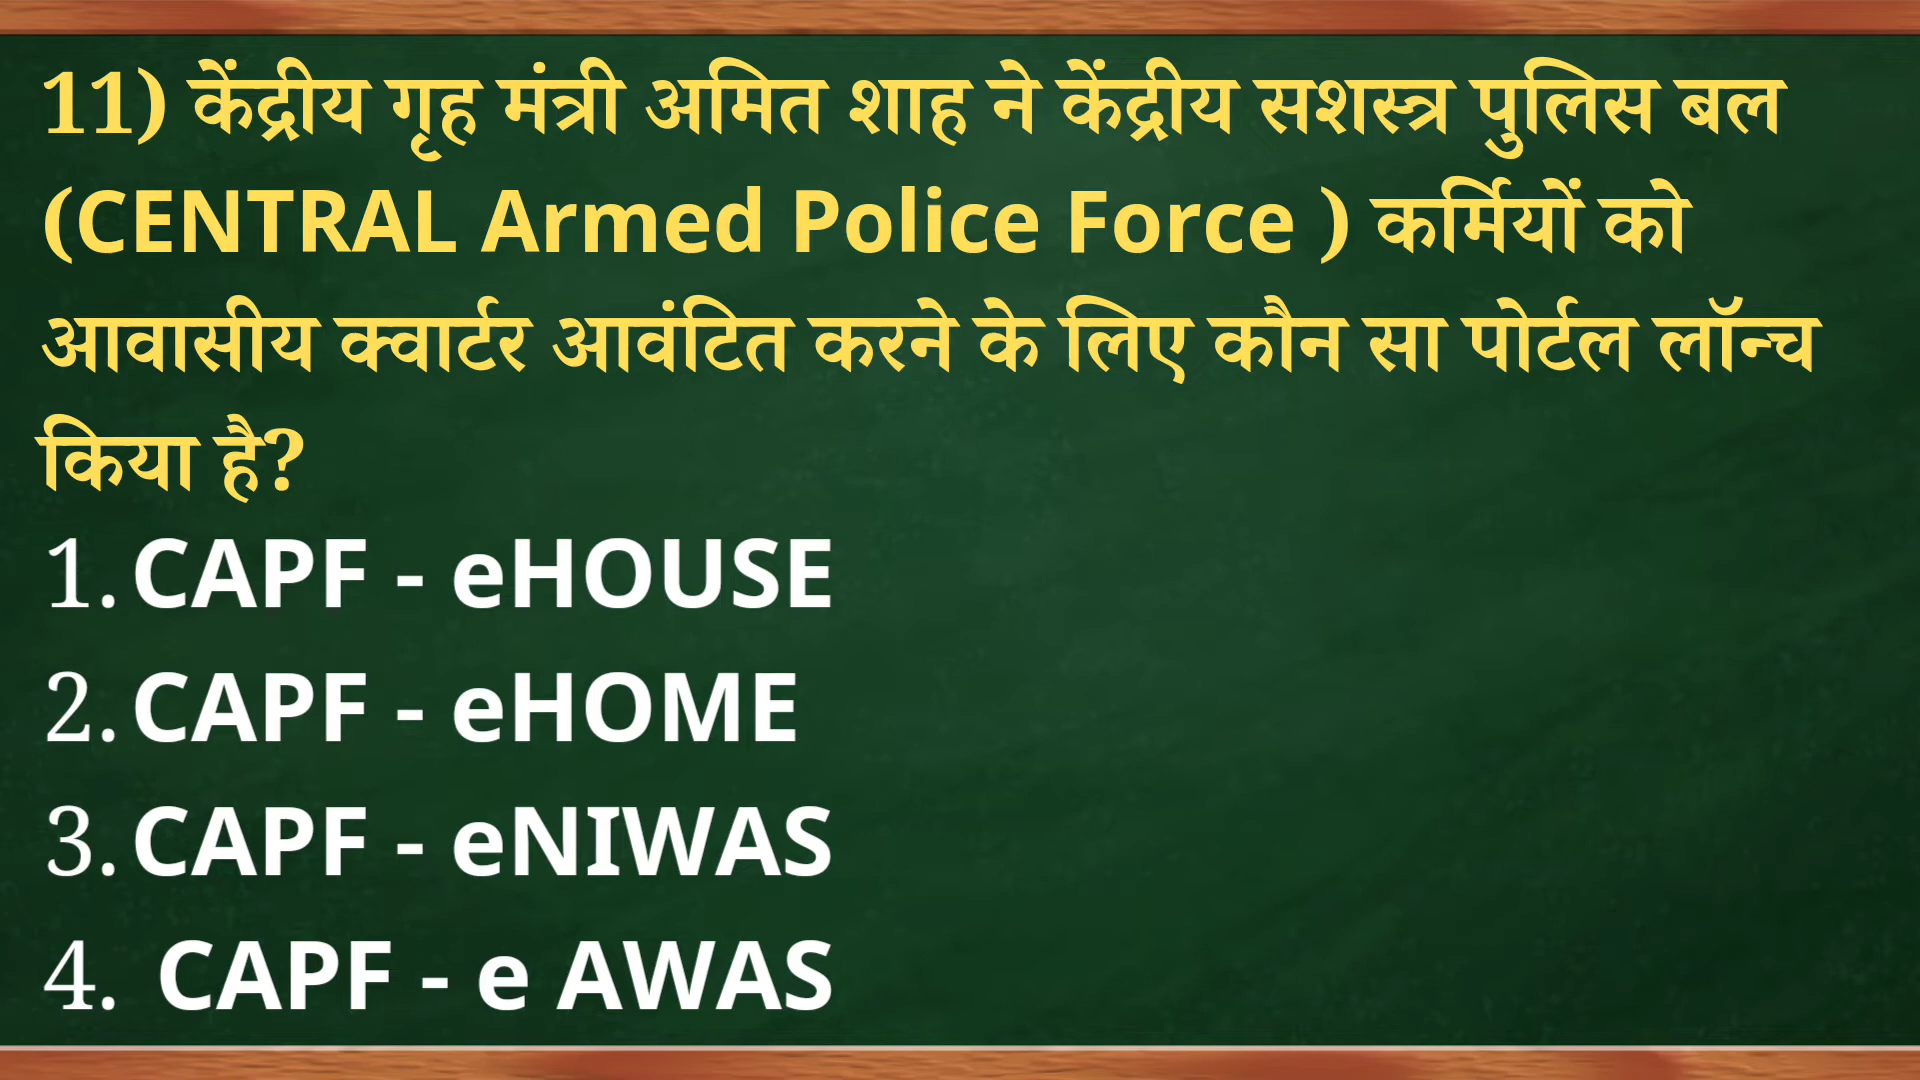 11) केंद्रीय गृह मंत्री अमित शाह ने केंद्रीय सशस्त्र पुलिस बल
(CENTRAL Armed Police Force ) कर्मियों को
आवासीय क्वार्टर आवंटित करने के लिए कौन सा पोर्टल लॉन्च
किया है?
1. CAPF - eHOUSE
2. CAPF - eHOME
3. CAPF - eNIWAS
4. CAPF - e AWAS